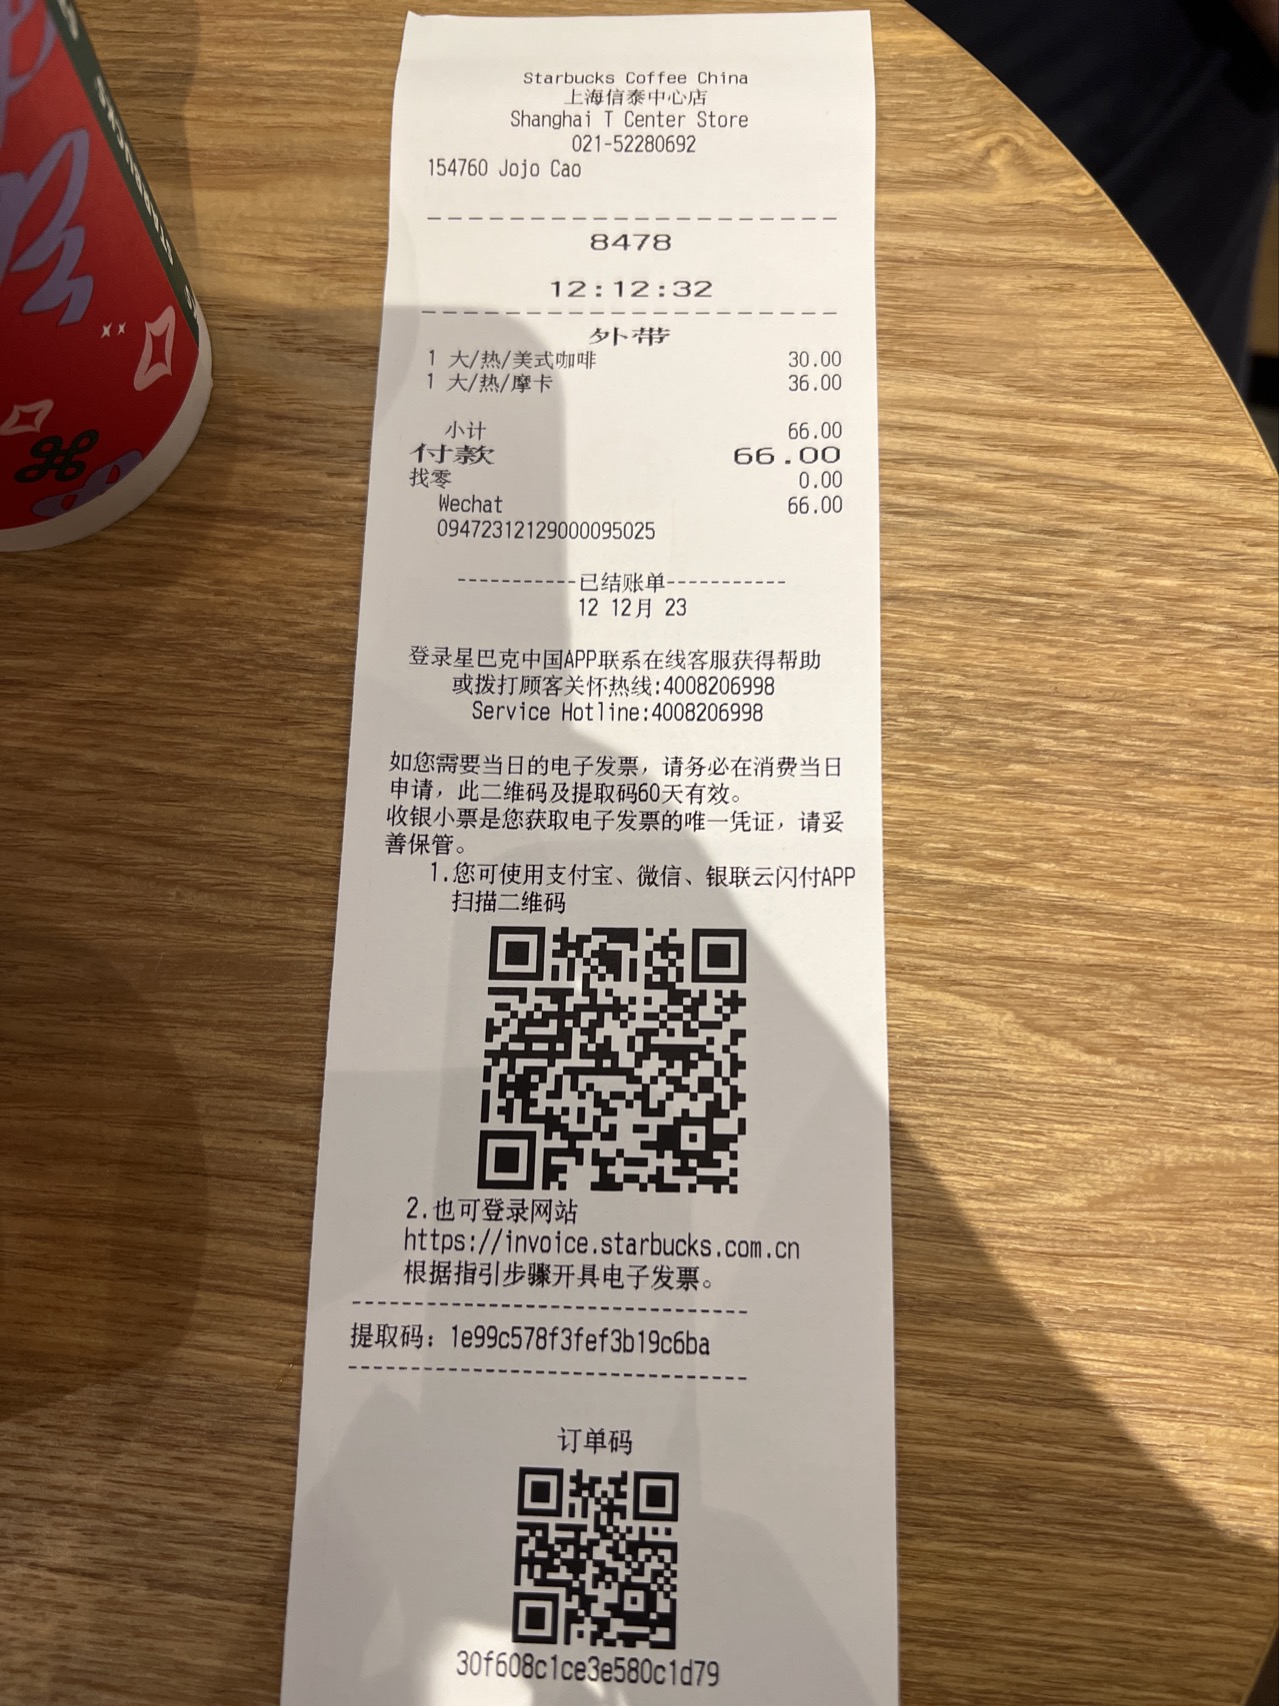 STARBUCKS
Starbucks Coffee China
上海信泰中心店
Shanghai T Center Store
021-52280692
154760 Jojo Cao
8478
12:12:32
外带
1 大/热/美式咖啡 30.00
1 大/热/摩卡 36.00
小计 66.00
付款 66.00
找零 0.00
Wechat 66.00
09472312129000095025
-----------已结账单-----------
12 12月 23
登录星巴克中国APP联系在线客服获得帮助
或拨打顾客关怀热线:4008206998
Service Hotline:4008206998
如您需要当日的电子发票，请务必在消费当日
申请，此二维码及提取码60天有效。
收银小票是您获取电子发票的唯一凭证，请妥
善保管。
1.您可使用支付宝、微信、银联云闪付APP
扫描二维码
2.也可登录网站
https://invoice.starbucks.com.cn
根据指引步骤开具电子发票。
提取码：1e99c578f3fef3b19c6ba
订单码
30f608c1ce3e580c1d79